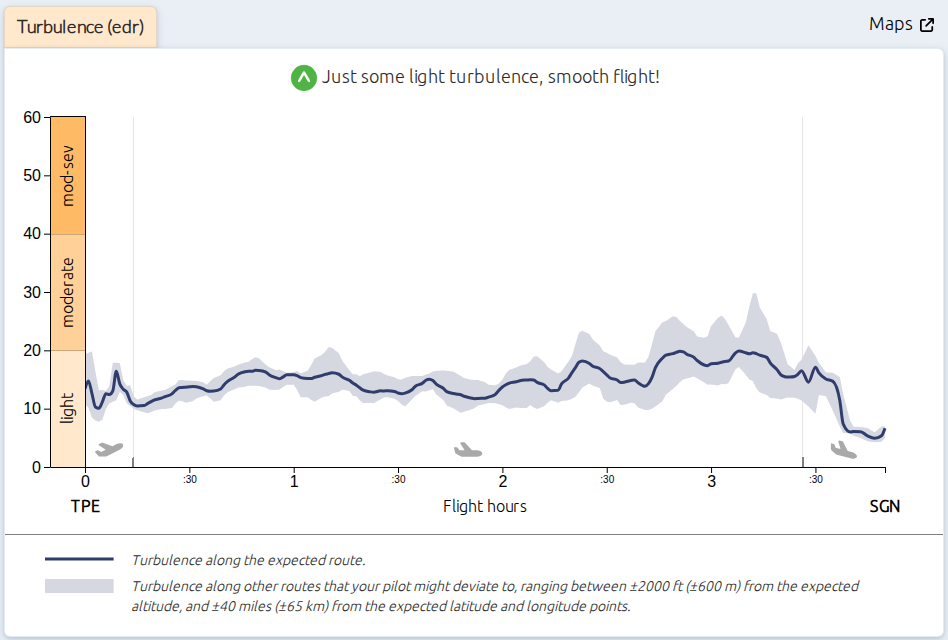 Turbulence (edr)
Maps
Just some light turbulence, smooth flight!
60
50
40
30
20
10
0
mod-sev
moderate
light
0 :30 1 :30 2 :30 3 :30
TPE Flight hours SGN
Turbulence along the expected route.
Turbulence along other routes that your pilot might deviate to, ranging between ±2000 ft (±600 m) from the expected
altitude, and ±40 miles (±65 km) from the expected latitude and longitude points.